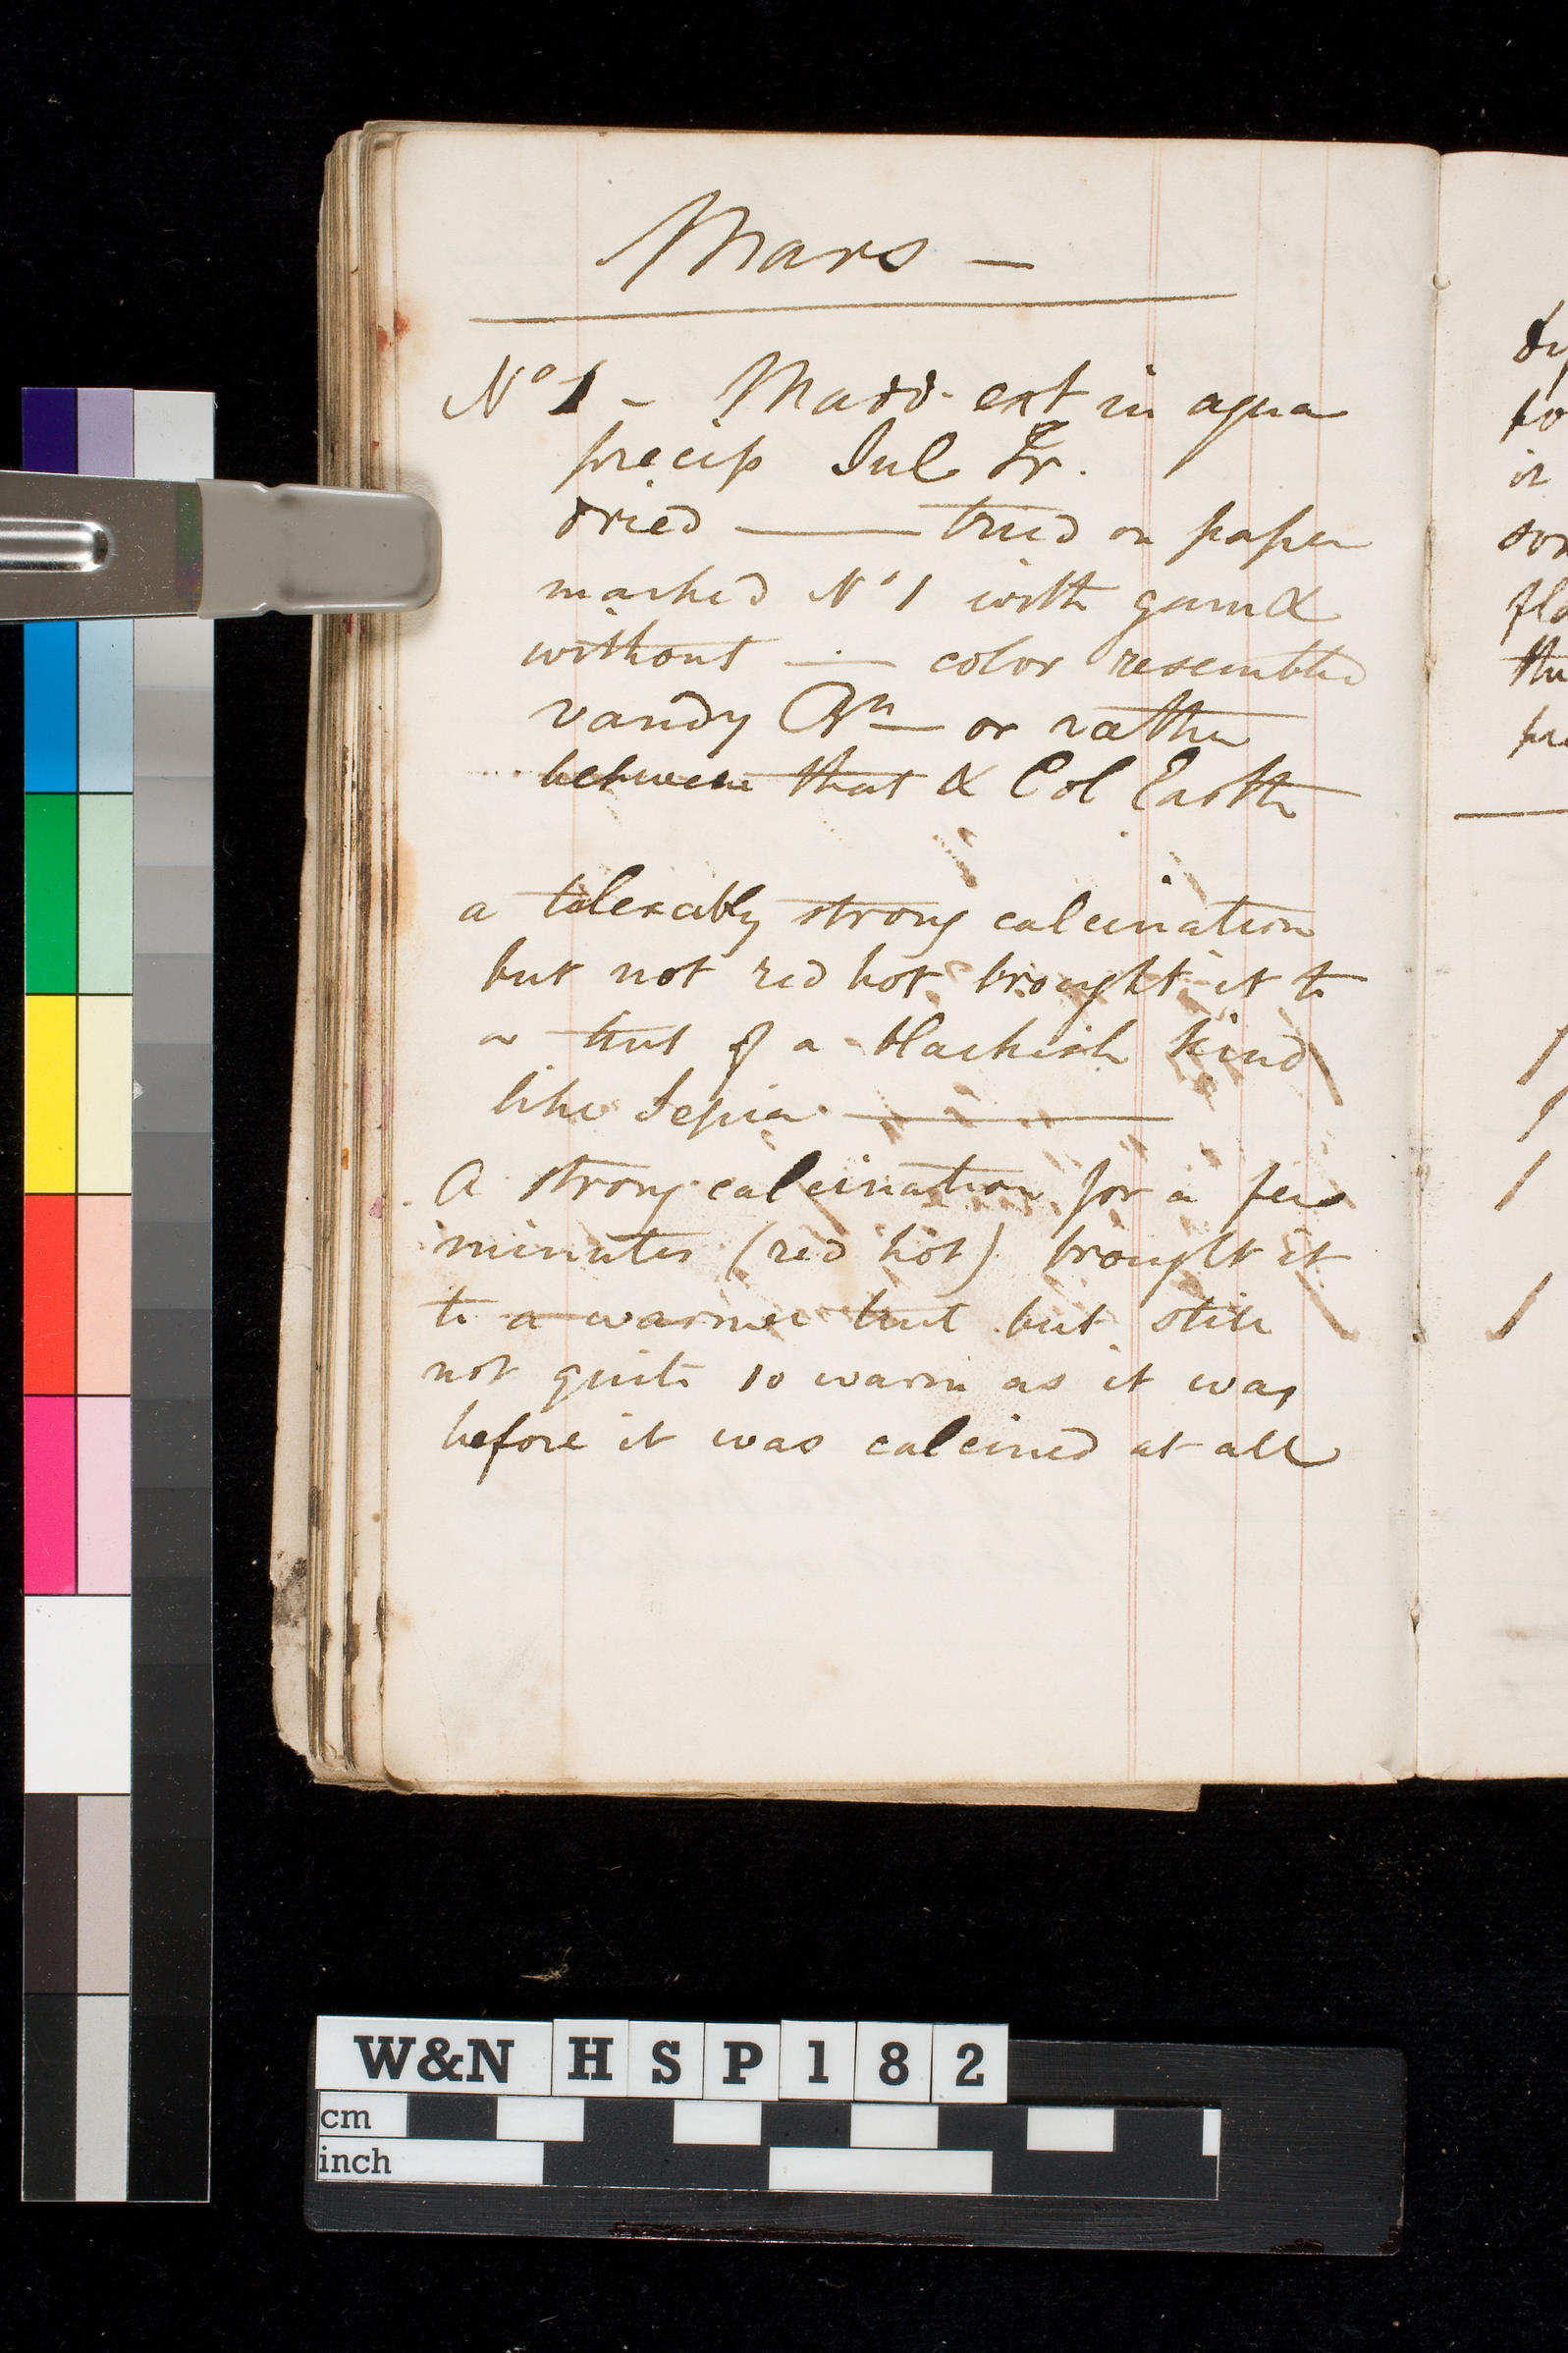 Mars —
No 1 - Madd. ext in aqua
precip Sul Fr.
dried — tried on paper
marked No 1 with gum &
without — color resembled
vandy Bn — or rather
between that & Col Earth
a tolerably strong calcination
but not red hot brought it to
a tint of a blackish kind
like Sepia —
A strong calcination for a few
minutes (red hot) brought it
to a warmer tint but still
not quite so warm as it was
before it was calcined at all
to
it
W&N HSP182
cm
inch